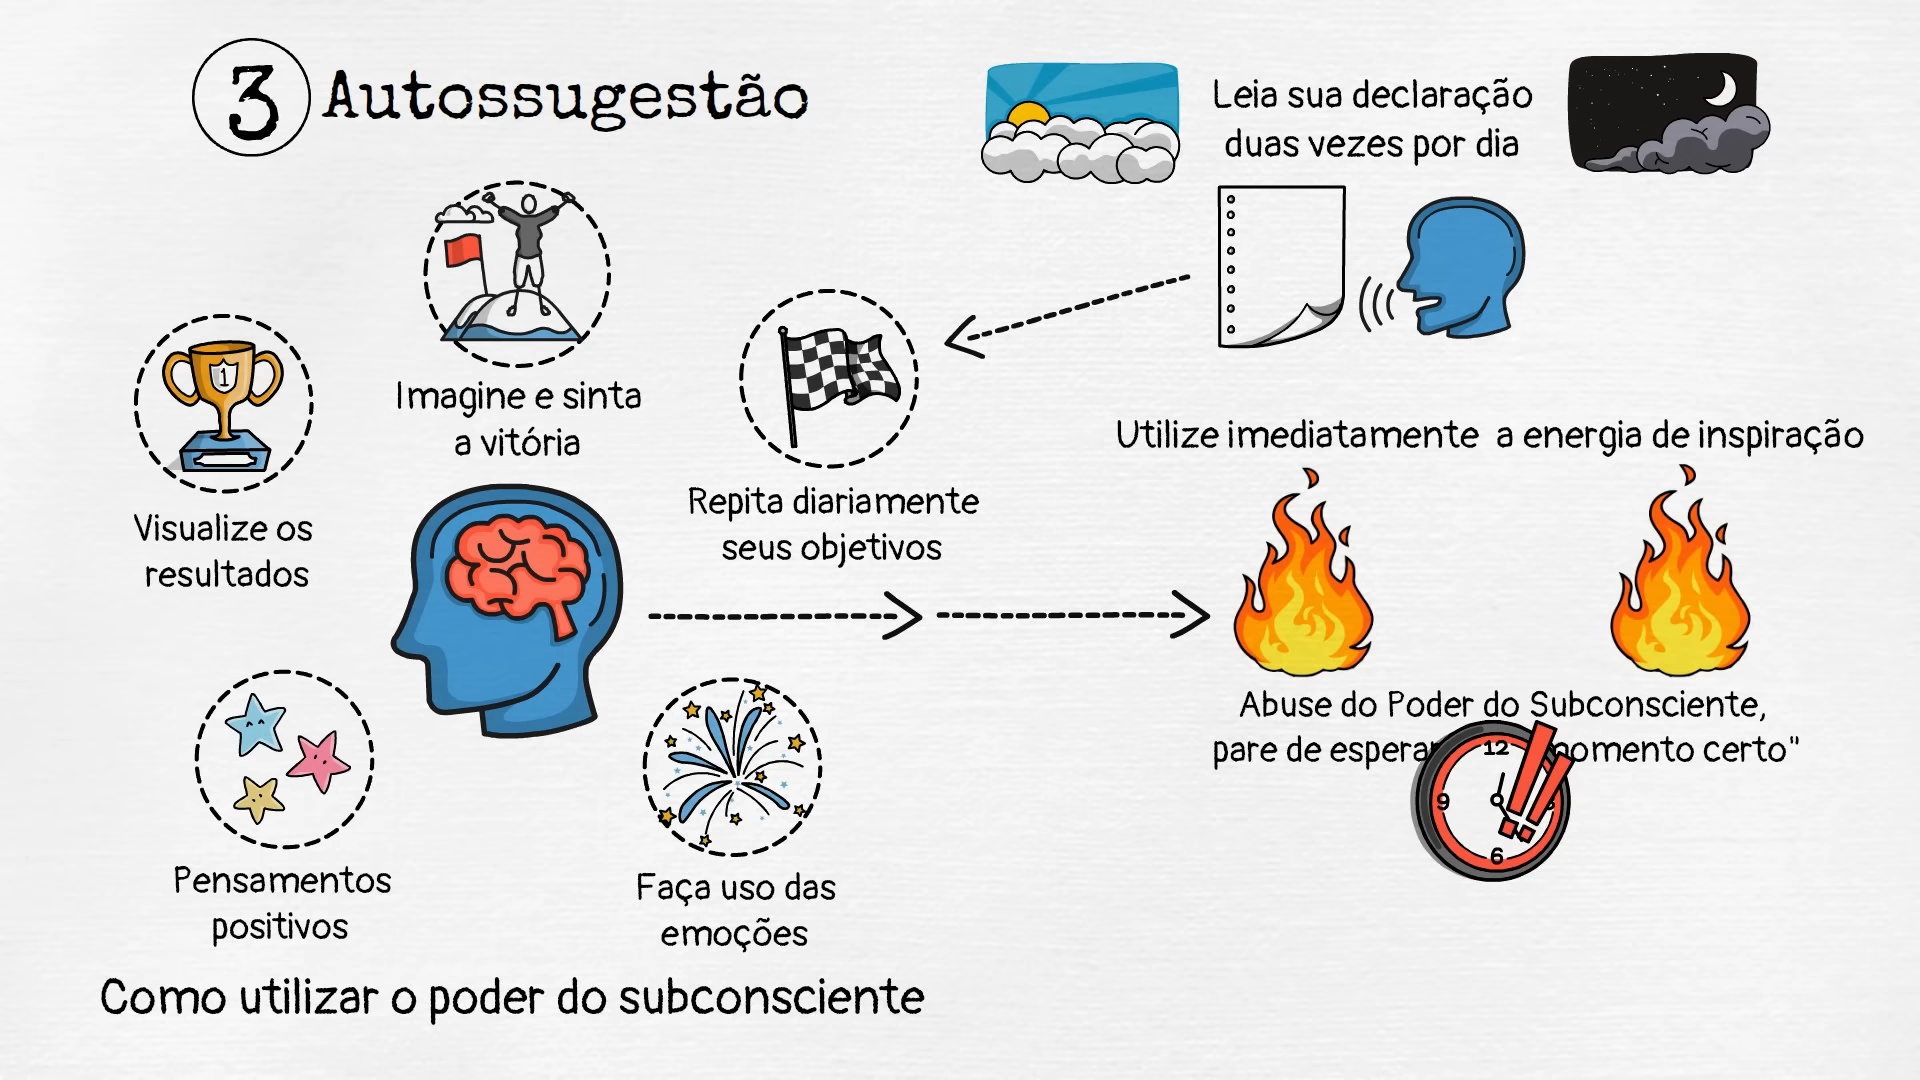 3 Autossugestão
Leia sua declaração
duas vezes por dia
Imagine e sinta
a vitória
1
Visualize os
resultados
Repita diariamente
seus objetivos
Utilize imediatamente a energia de inspiração
Abuse do Poder do Subconsciente,
pare de certo"
12
9
6
Pensamentos
positivos
Faça uso das
emoções
Como utilizar o poder do subconsciente